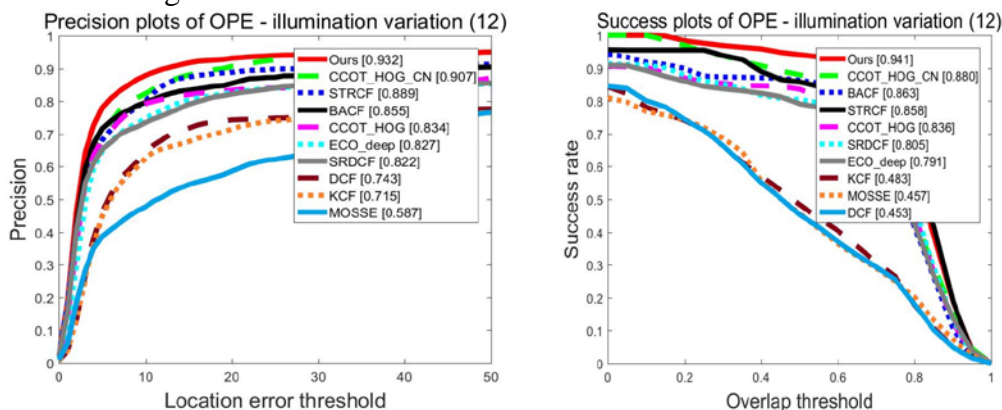 Precision plots of OPE - illumination variation (12)
1
0.9
0.8
0.7
0.6
0.5
0.4
0.3
0.2
0.1
0
Precision
Ours [0.932]
CCOT_HOG_CN [0.907]
STRCF [0.889]
BACF [0.855]
CCOT_HOG [0.834]
ECO_deep [0.827]
SRDCF [0.822]
DCF [0.743]
KCF [0.715]
MOSSE [0.587]
0 10 20 30 40 50
Location error threshold
Success plots of OPE - illumination variation (12)
1
0.9
0.8
0.7
0.6
0.5
0.4
0.3
0.2
0.1
0
Success rate
Ours [0.941]
CCOT_HOG_CN [0.880]
BACF [0.863]
STRCF [0.858]
CCOT_HOG [0.836]
SRDCF [0.805]
ECO_deep [0.791]
KCF [0.483]
MOSSE [0.457]
DCF [0.453]
0 0.2 0.4 0.6 0.8 1
Overlap threshold